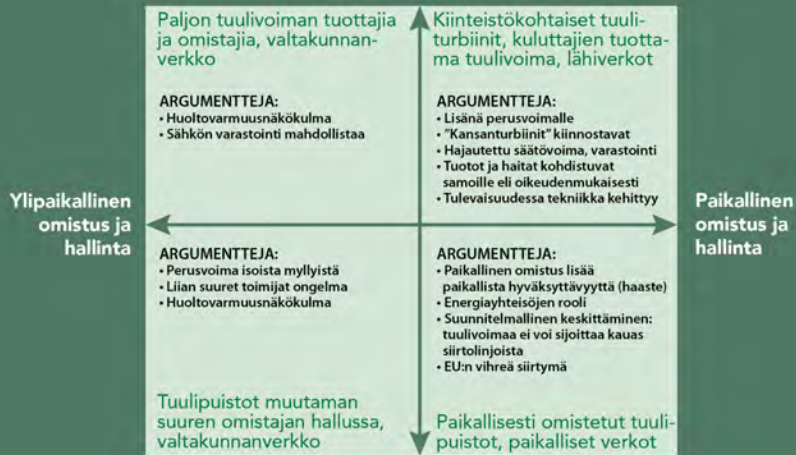 Paljon tuulivoiman tuottajia
ja omistajia, valtakunnan-
verkko
ARGUMENTTEJA:
• Huoltovarmuusnäkökulma
• Sähkön varastointi mahdollistaa
Kiinteistökohtaiset tuuli-
turbiinit, kuluttajien tuotta-
ma tuulivoima, lähiverkot
ARGUMENTTEJA:
• Lisänä perusvoimalle
• "Kansanturbiinit" kiinnostavat
• Hajautettu säätövoima, varastointi
• Tuotot ja haitat kohdistuvat
samoille eli oikeudenmukaisesti
• Tulevaisuudessa tekniikka kehittyy
Ylipaikallinen
omistus ja
hallinta
Paikallinen
omistus ja
hallinta
ARGUMENTTEJA:
• Perusvoima isoista myllyistä
• Liian suuret toimijat ongelma
• Huoltovarmuusnäkökulma
Tuulipuistot muutaman
suuren omistajan hallussa,
valtakunnanverkko
ARGUMENTTEJA:
• Paikallinen omistus lisää
paikallista hyväksyttävyyttä (haaste)
• Energiayhteisöjen rooli
• Suunnitelmallinen keskittäminen:
tuulivoimaa ei voi sijoittaa kauas
siirtolinjoista
• EU:n vihreä siirtymä
Paikallisesti omistetut tuuli-
puistot, paikalliset verkot